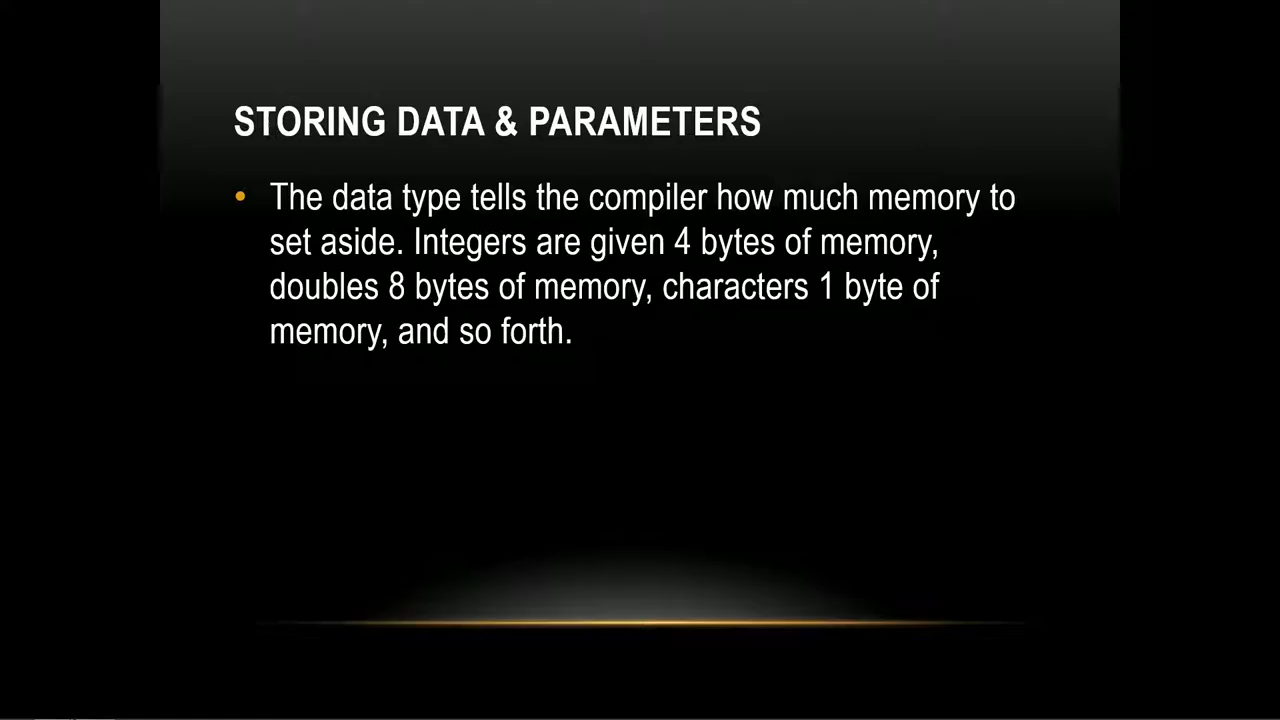 STORING DATA & PARAMETERS
• The data type tells the compiler how much memory to
set aside. Integers are given 4 bytes of memory,
doubles 8 bytes of memory, characters 1 byte of
memory, and so forth.